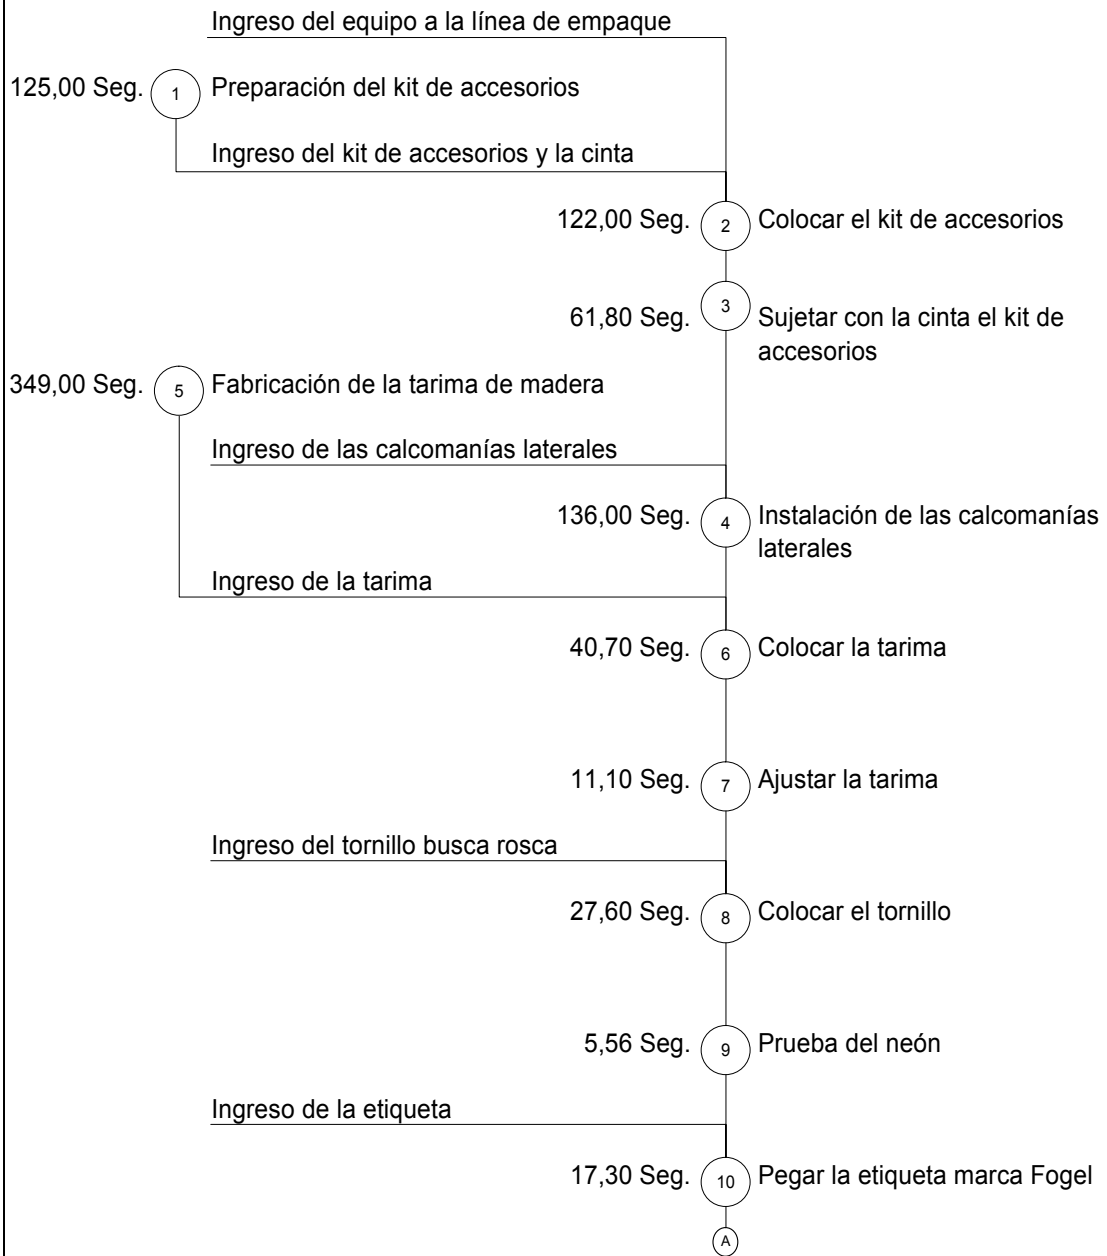 Ingreso del equipo a la línea de empaque
125,00 Seg. 1 Preparación del kit de accesorios
Ingreso del kit de accesorios y la cinta
122,00 Seg. 2 Colocar el kit de accesorios
61,80 Seg. 3 Sujetar con la cinta el kit de
accesorios
349,00 Seg. 5 Fabricación de la tarima de madera
Ingreso de las calcomanías laterales
136,00 Seg. 4 Instalación de las calcomanías
laterales
Ingreso de la tarima
40,70 Seg. 6 Colocar la tarima
11,10 Seg. 7 Ajustar la tarima
Ingreso del tornillo busca rosca
27,60 Seg. 8 Colocar el tornillo
5,56 Seg. 9 Prueba del neón
Ingreso de la etiqueta
17,30 Seg. 10 Pegar la etiqueta marca Fogel
A